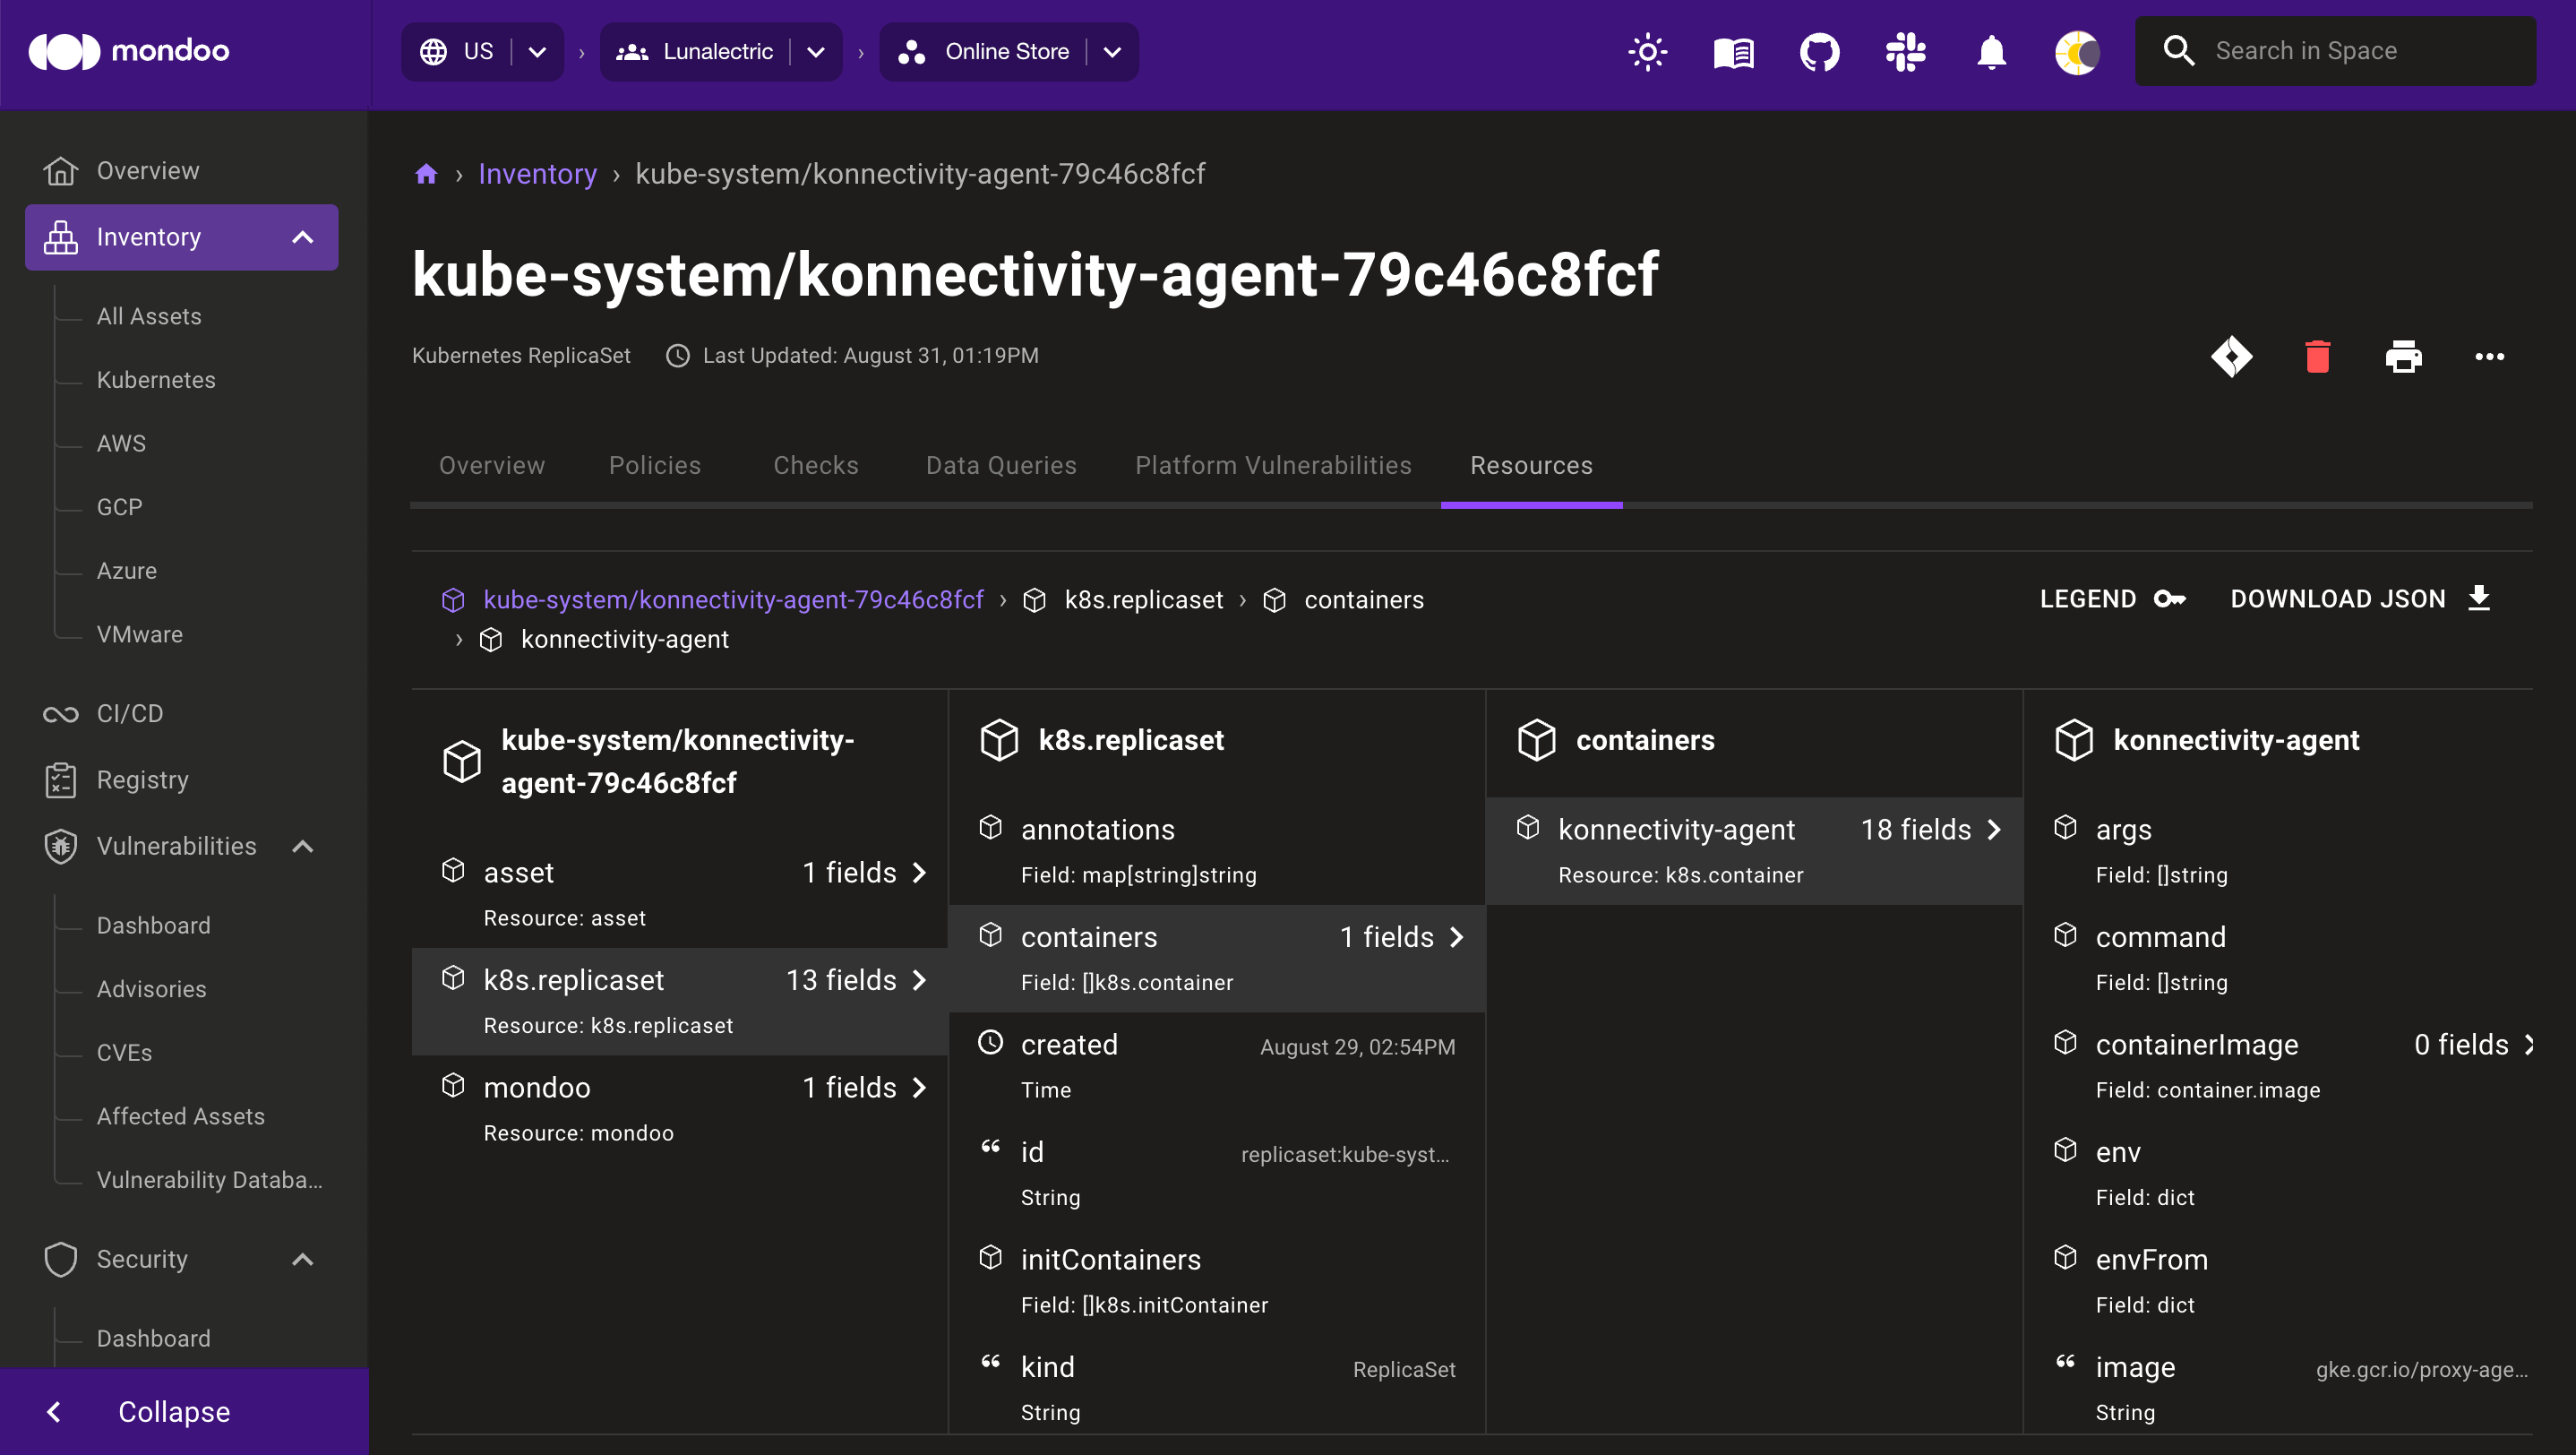 mondoo
US
Lunalectric
Online Store
Search in Space
Overview
Inventory
All Assets
Kubernetes
AWS
GCP
Azure
VMware
CI/CD
Registry
Vulnerabilities
Dashboard
Advisories
CVEs
Affected Assets
Vulnerability Databa...
Security
Dashboard
Collapse
Inventory › kube-system/konnectivity-agent-79c46c8fcf
kube-system/konnectivity-agent-79c46c8fcf
Kubernetes ReplicaSet Last Updated: August 31, 01:19PM
Overview Policies Checks Data Queries Platform Vulnerabilities Resources
kube-system/konnectivity-agent-79c46c8fcf › k8s.replicaset › containers
› konnectivity-agent
LEGEND DOWNLOAD JSON
kube-system/konnectivity-
agent-79c46c8fcf
asset 1 fields
Resource: asset
k8s.replicaset 13 fields
Resource: k8s.replicaset
mondoo 1 fields
Resource: mondoo
k8s.replicaset
annotations
Field: map[string]string
containers 1 fields
Field: []k8s.container
created August 29, 02:54PM
Time
id replicaset:kube-syst...
String
initContainers
Field: []k8s.initContainer
kind ReplicaSet
String
containers
konnectivity-agent 18 fields
Resource: k8s.container
konnectivity-agent
args
Field: []string
command
Field: []string
containerImage 0 fields
Field: container.image
env
Field: dict
envFrom
Field: dict
image gke.gcr.io/proxy-age...
String